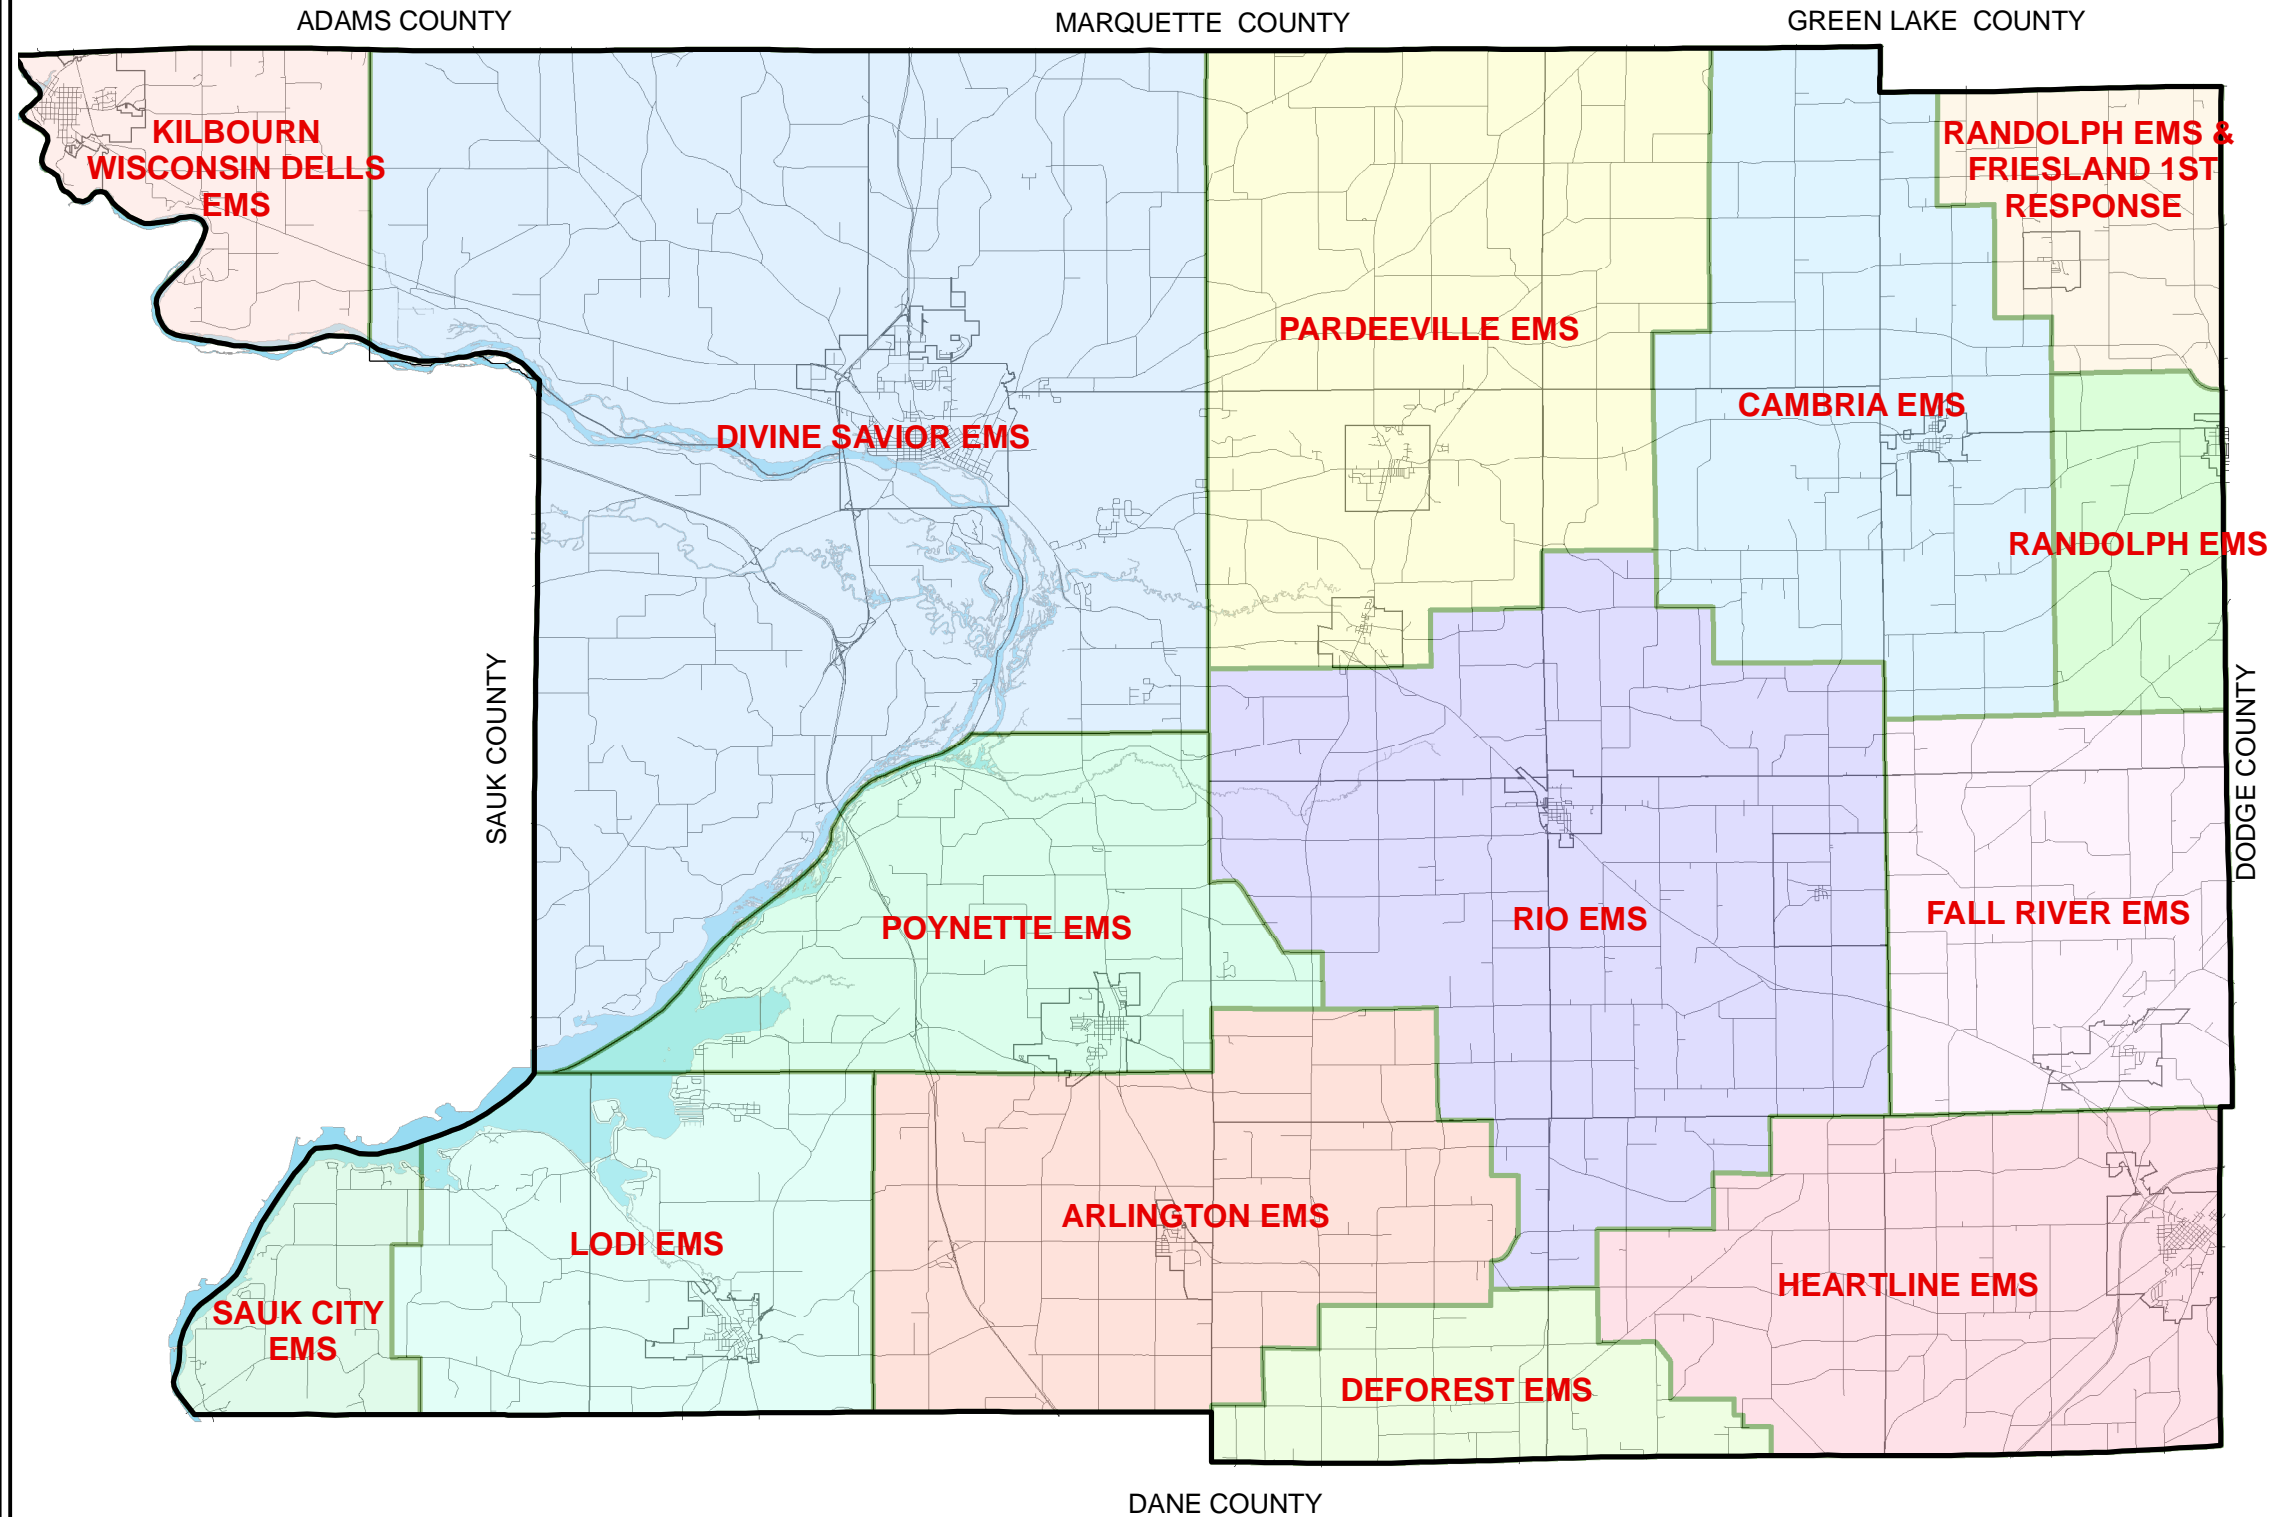 ADAMS COUNTY
MARQUETTE COUNTY
GREEN LAKE COUNTY
KILBOURN
WISCONSIN DELLS
EMS
RANDOLPH EMS &
FRIESLAND 1ST
RESPONSE
PARDEEVILLE EMS
CAMBRIA EMS
DIVINE SAVIOR EMS
RANDOLPH EMS
SAUK COUNTY
DODGE COUNTY
POYNETTE EMS
RIO EMS
FALL RIVER EMS
ARLINGTON EMS
LODI EMS
HEARTLINE EMS
SAUK CITY
EMS
DEFOREST EMS
DANE COUNTY